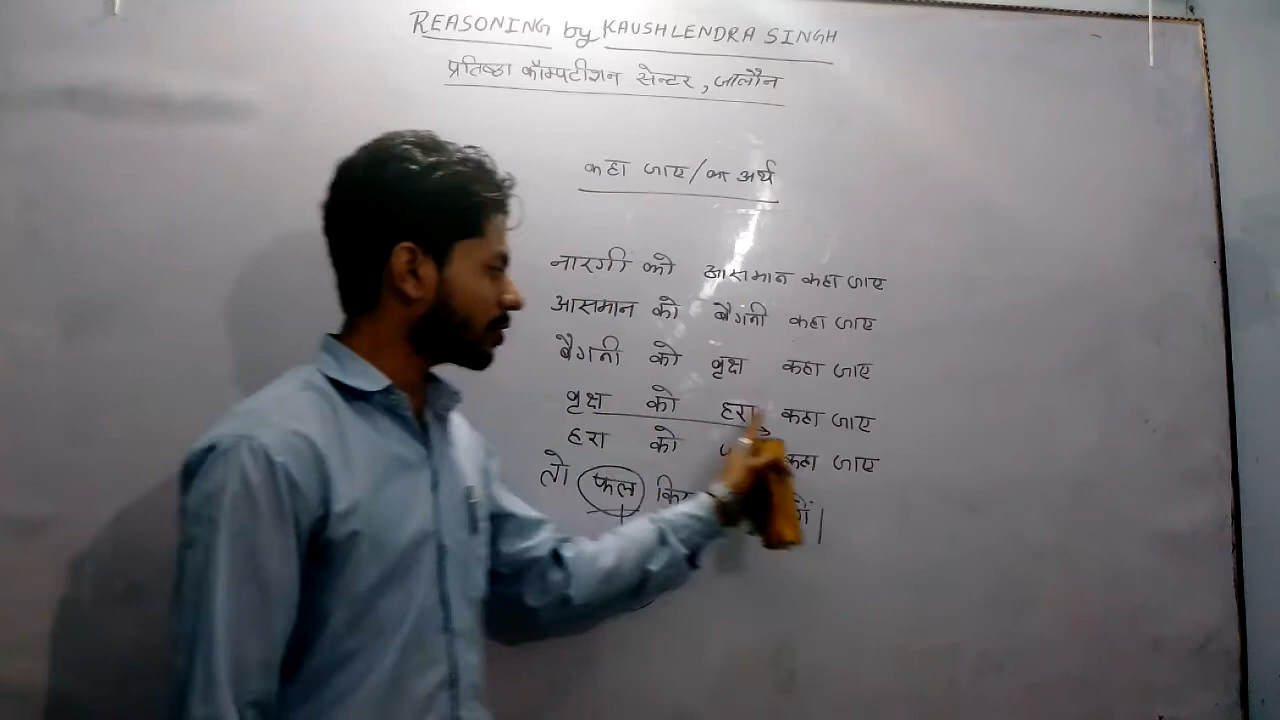 REASONING by KAUSHLENDRA SINGH
प्रतिष्ठा कॉम्पटीशन सेन्टर, जालौन
कहा जाए/का अर्थ
नारगीं को आसमान कहा जाए
आसमान को बैगंनी कहा जाए
बैगनी को वृक्ष कहा जाए
वृक्ष को हरा कहा जाए
हरा को कहा जाए
तो फल